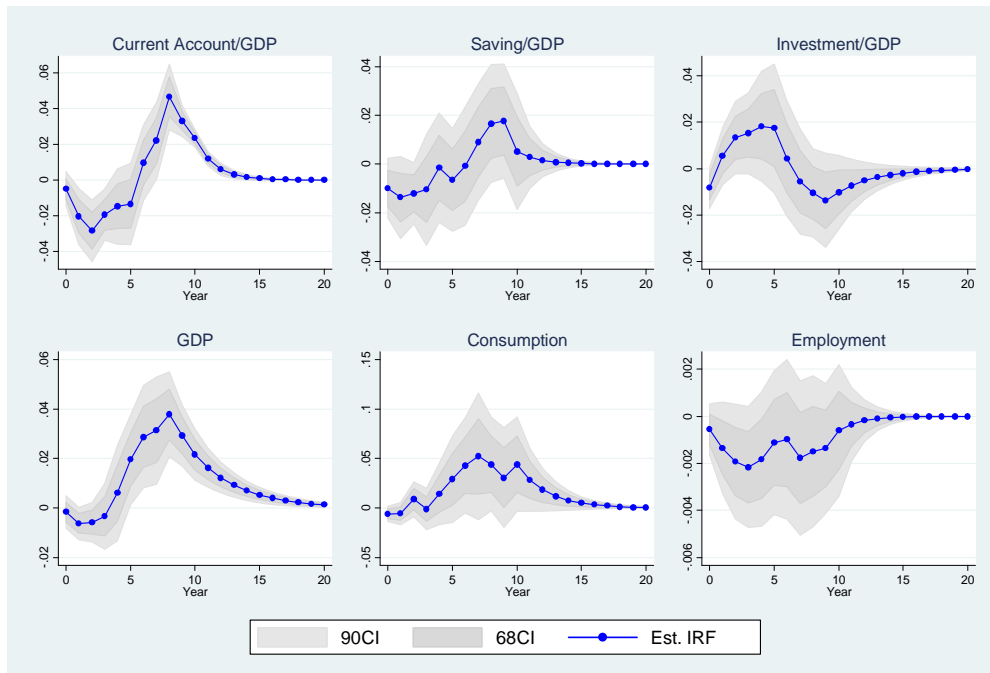 Current Account/GDP
.06
.04
.02
0
-.02
-.04
0 5 10 15 20
Year
Saving/GDP
.04
.02
0
-.02
-.04
0 5 10 15 20
Year
Investment/GDP
.04
.02
0
-.02
-.04
0 5 10 15 20
Year
GDP
.06
.04
.02
0
-.02
0 5 10 15 20
Year
Consumption
.15
.1
.05
0
-.05
0 5 10 15 20
Year
Employment
.002
0
-.002
-.004
-.006
0 5 10 15 20
Year
90CI 68CI Est. IRF